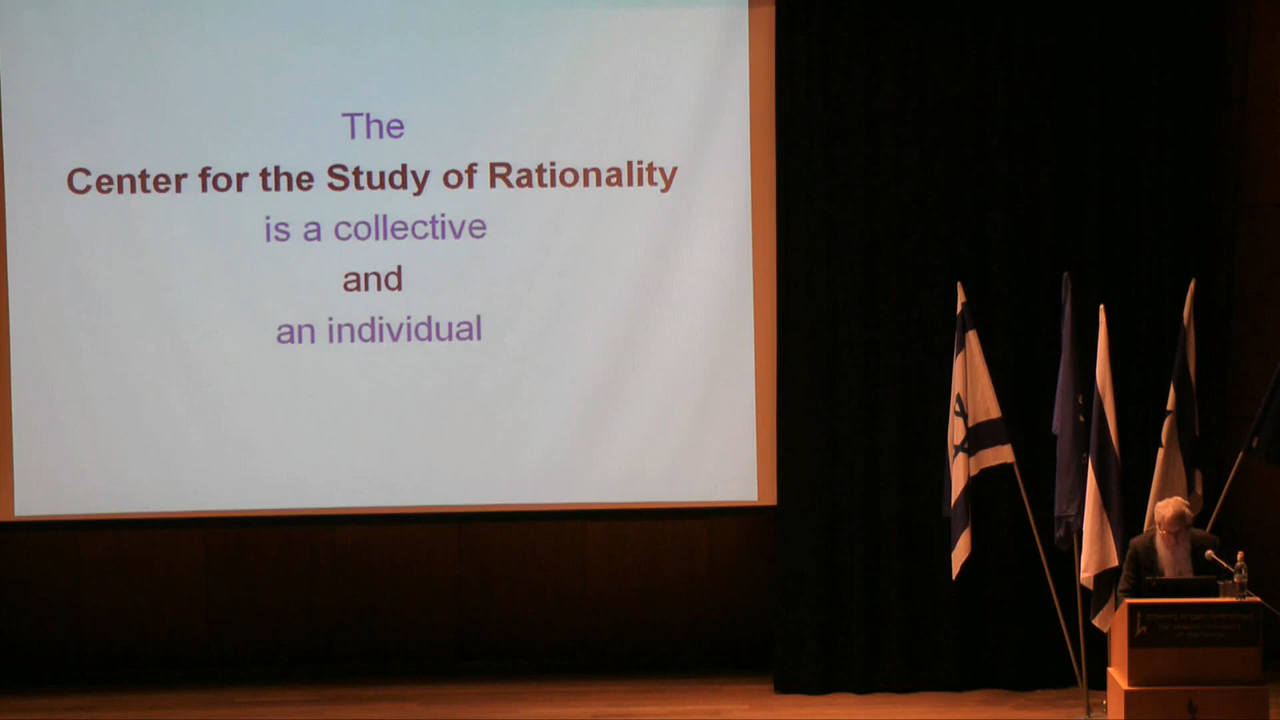 The
Center for the Study of Rationality
is a collective
and
an individual